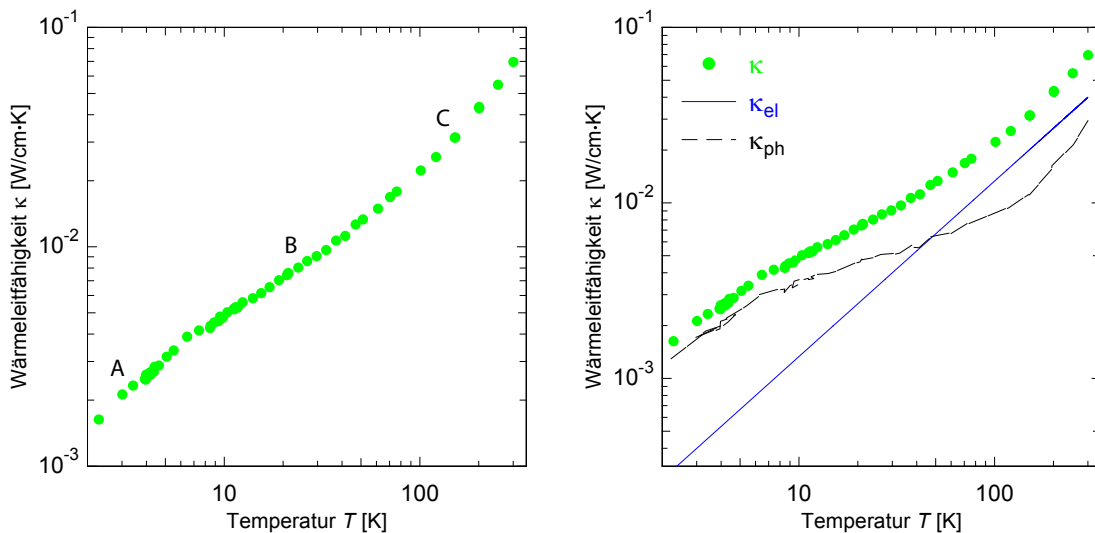 10⁻¹
10⁻²
10⁻³
Wärmeleitfähigkeit κ [W/cm·K]
A
B
C
10
100
Temperatur T [K]
10⁻¹
10⁻²
10⁻³
Wärmeleitfähigkeit κ [W/cm·K]
κ
κel
κph
10
100
Temperatur T [K]